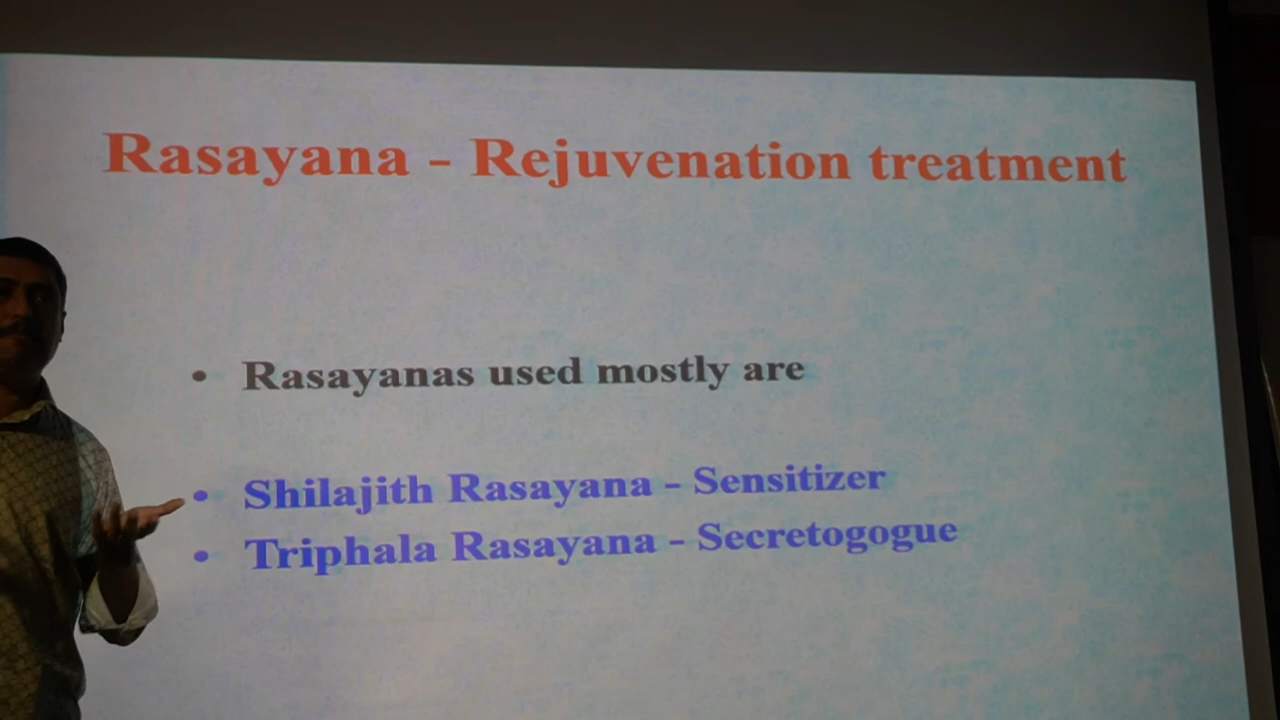 Rasayana - Rejuvenation treatment
• Rasayanas used mostly are
• Shilajith Rasayana - Sensitizer
• Triphala Rasayana - Secretogogue